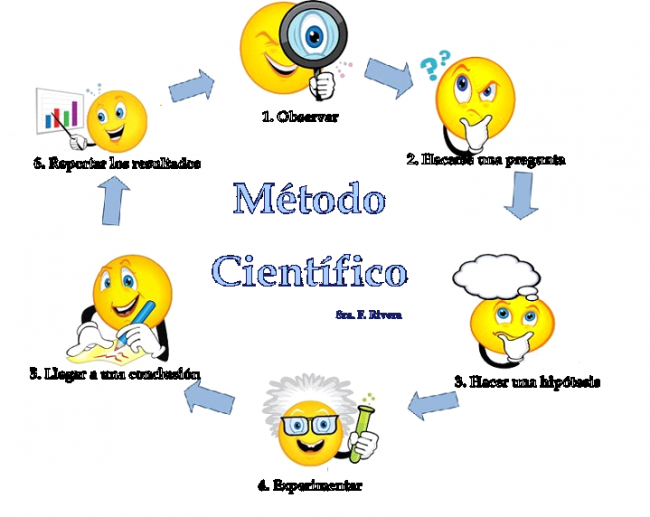 1. Observar
2. Hacerse una pregunta
6. Reportar los resultados
Método
Científico
Sra. F. Rivera
3. Hacer una hipótesis
5. Llegar a una conclusión
4. Experimentar